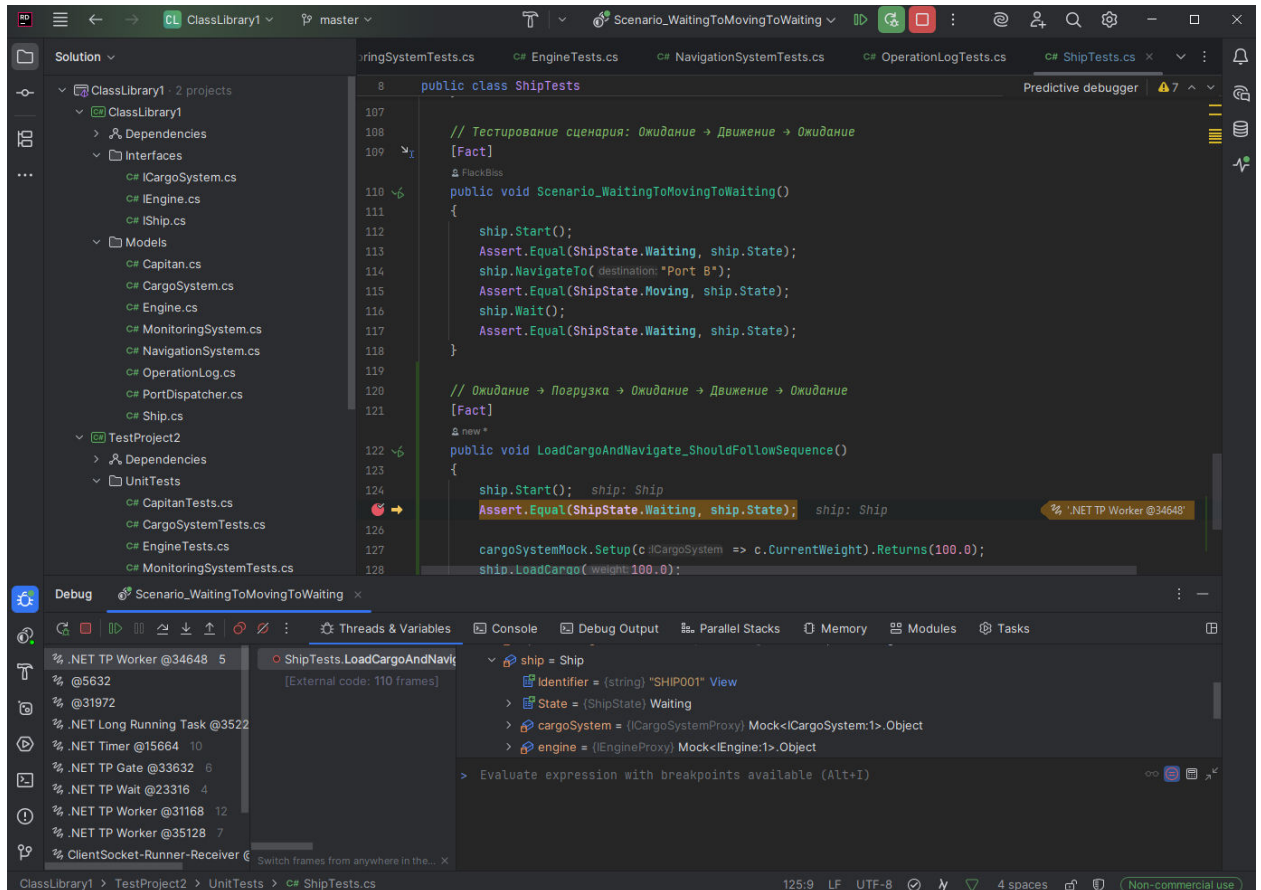 CL ClassLibrary1 master Scenario_WaitingToMovingToWaiting
Solution
oringSystemTests.cs C# EngineTests.cs C# NavigationSystemTests.cs C# OperationLogTests.cs C# ShipTests.cs
ClassLibrary1 · 2 projects
ClassLibrary1
Dependencies
Interfaces
C# ICargoSystem.cs
C# IEngine.cs
C# IShip.cs
Models
C# Capitan.cs
C# CargoSystem.cs
C# Engine.cs
C# MonitoringSystem.cs
C# NavigationSystem.cs
C# OperationLog.cs
C# PortDispatcher.cs
C# Ship.cs
TestProject2
Dependencies
UnitTests
C# CapitanTests.cs
C# CargoSystemTests.cs
C# EngineTests.cs
C# MonitoringSystemTests.cs
8 public class ShipTests Predictive debugger 7
107
108 // Тестирование сценария: Ожидание → Движение → Ожидание
109 [Fact]
FlackBiss
110 public void Scenario_WaitingToMovingToWaiting()
111 {
112 ship.Start();
113 Assert.Equal(ShipState.Waiting, ship.State);
114 ship.NavigateTo( destination: "Port B");
115 Assert.Equal(ShipState.Moving, ship.State);
116 ship.Wait();
117 Assert.Equal(ShipState.Waiting, ship.State);
118 }
119
120 // Ожидание → Погрузка → Ожидание → Движение → Ожидание
121 [Fact]
new *
122 public void LoadCargoAndNavigate_ShouldFollowSequence()
123 {
124 ship.Start(); ship: Ship
Assert.Equal(ShipState.Waiting, ship.State); ship: Ship '.NET TP Worker @34648'
126
127 cargoSystemMock.Setup(c :ICargoSystem => c.CurrentWeight).Returns(100.0);
128 ship.LoadCargo( weight: 100.0);
Debug Scenario_WaitingToMovingToWaiting
Threads & Variables Console Debug Output Parallel Stacks Memory Modules Tasks
.NET TP Worker @34648 5
@5632
@31972
.NET Long Running Task @3522
.NET Timer @15664 10
.NET TP Gate @33632 6
.NET TP Wait @23316 4
.NET TP Worker @31168 12
.NET TP Worker @35128 7
ClientSocket-Runner-Receiver @
ShipTests.LoadCargoAndNavig
[External code: 110 frames]
Switch frames from anywhere in the...
ship = Ship
Identifier = {string} "SHIP001" View
State = {ShipState} Waiting
cargoSystem = {ICargoSystemProxy} Mock<ICargoSystem:1>.Object
engine = {IEngineProxy} Mock<IEngine:1>.Object
> Evaluate expression with breakpoints available (Alt+I)
ClassLibrary1 > TestProject2 > UnitTests > C# ShipTests.cs 125:9 LF UTF-8 4 spaces Non-commercial use